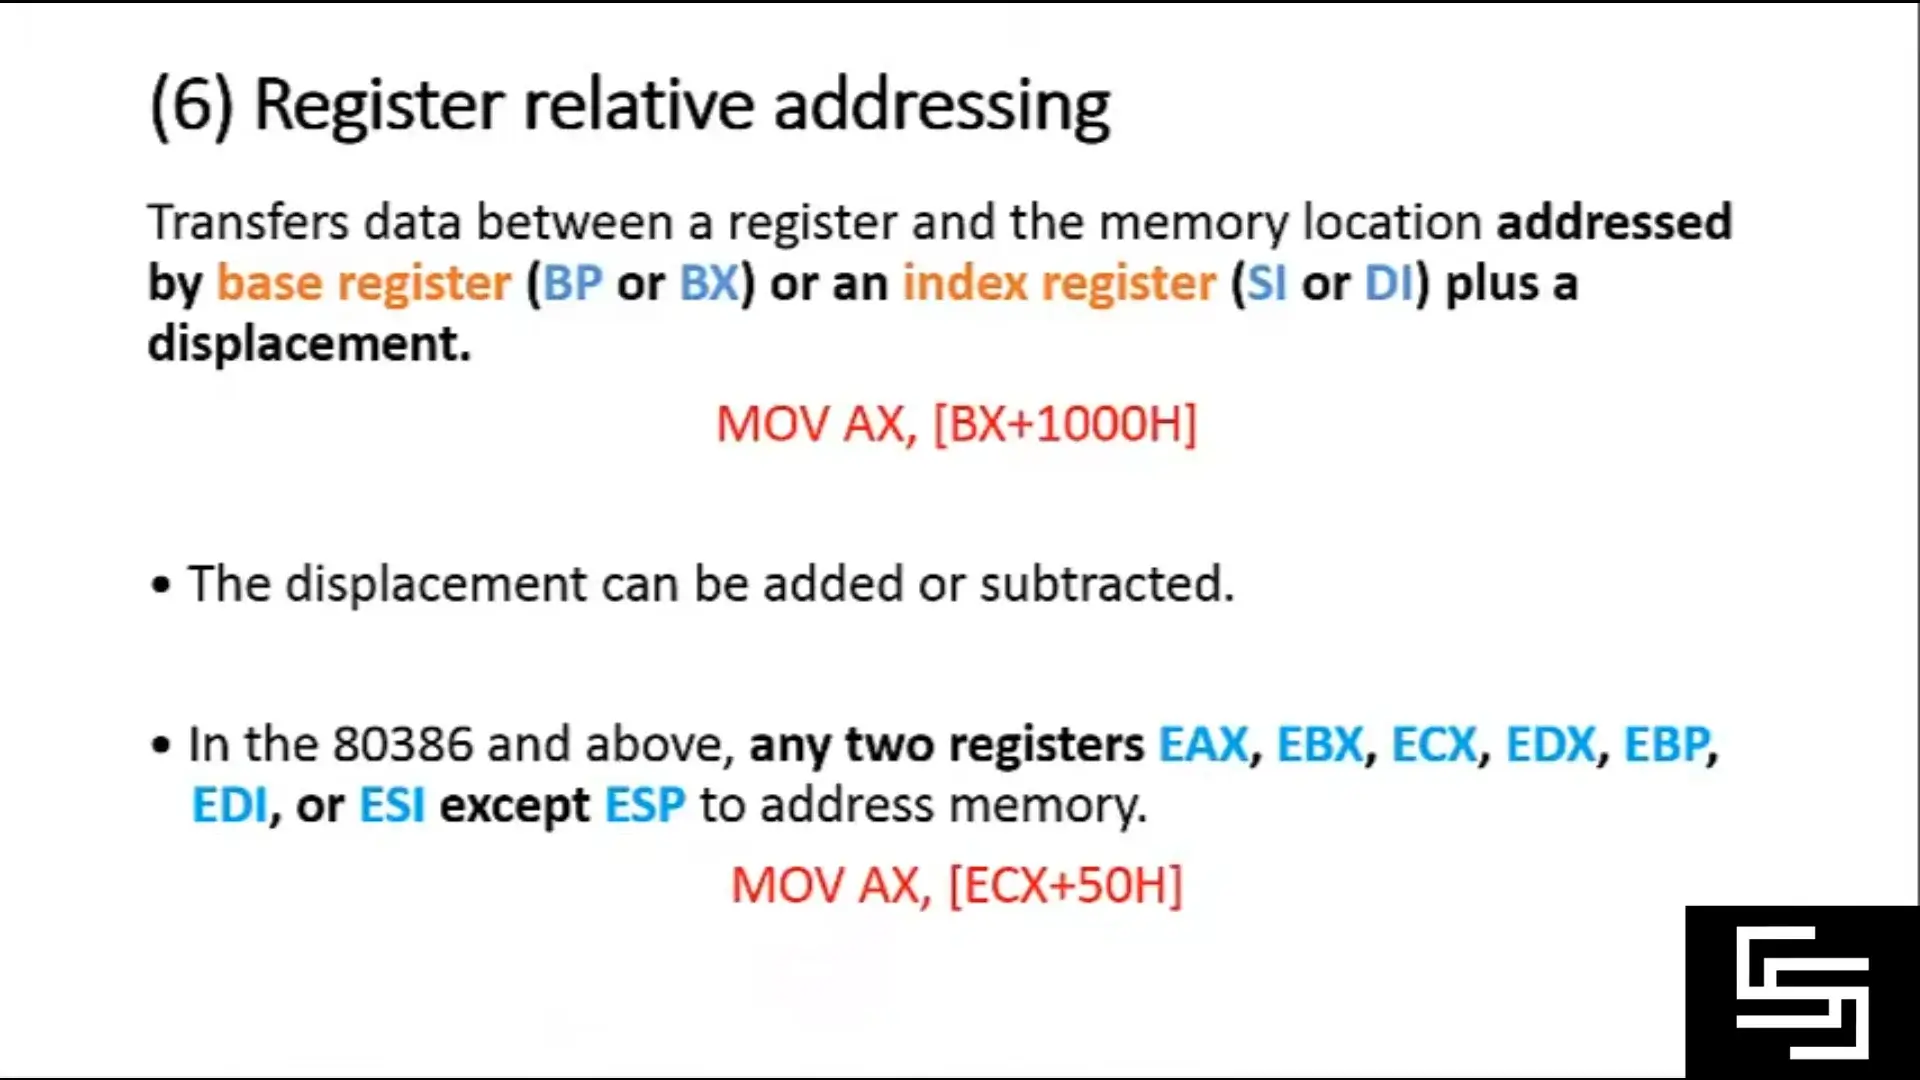 (6) Register relative addressing
Transfers data between a register and the memory location addressed
by base register (BP or BX) or an index register (SI or DI) plus a
displacement.
MOV AX, [BX+1000H]
• The displacement can be added or subtracted.
• In the 80386 and above, any two registers EAX, EBX, ECX, EDX, EBP,
EDI, or ESI except ESP to address memory.
MOV AX, [ECX+50H]